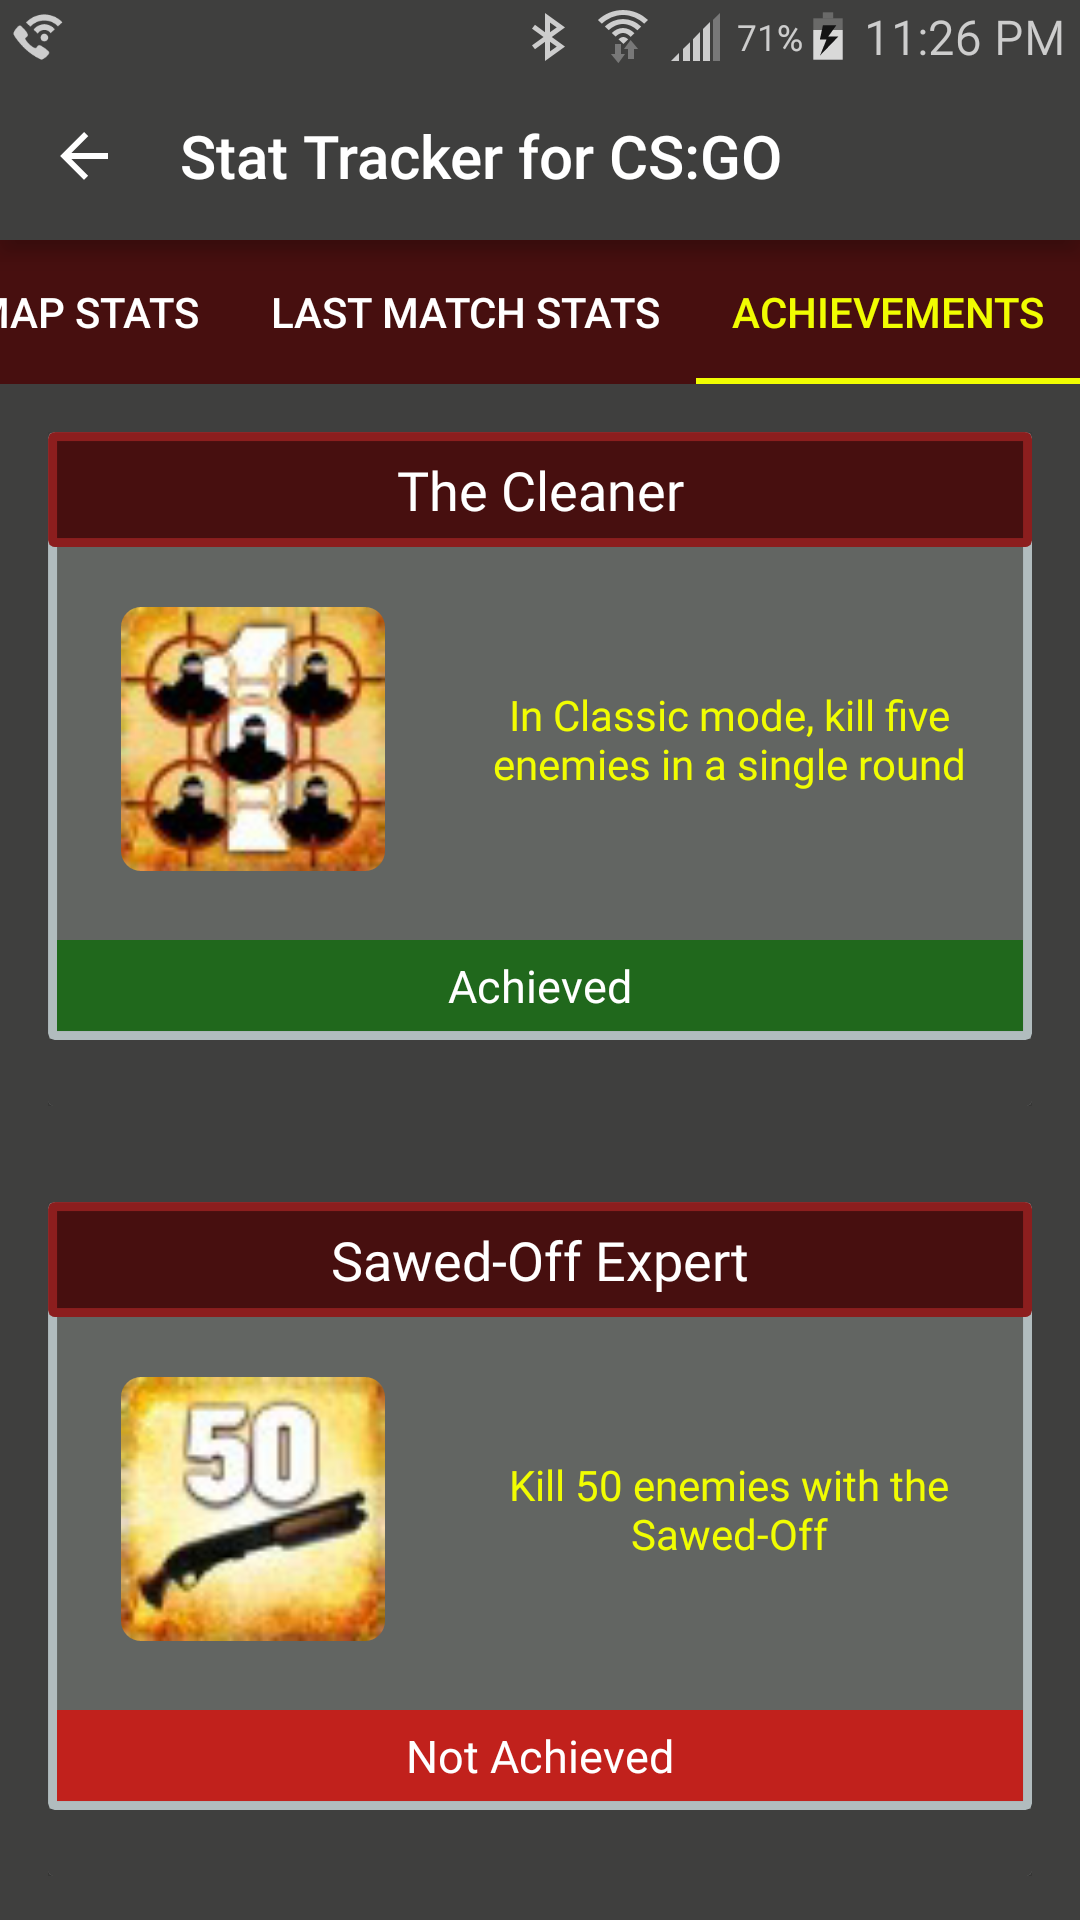 71% 11:26 PM
Stat Tracker for CS:GO
MAP STATS LAST MATCH STATS ACHIEVEMENTS
The Cleaner
1
In Classic mode, kill five
enemies in a single round
Achieved
Sawed-Off Expert
50
Kill 50 enemies with the
Sawed-Off
Not Achieved